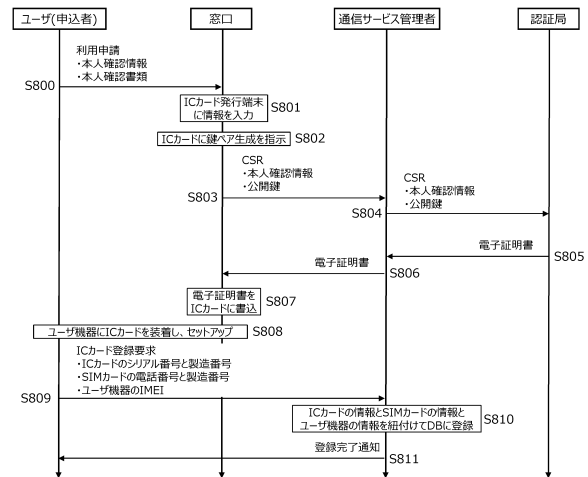 ユーザ(申込者)
窓口
通信サービス管理者
認証局
利用申請
・本人確認情報
・本人確認書類
S800
ICカード発行端末
に情報を入力
S801
ICカードに鍵ペア生成を指示
S802
CSR
・本人確認情報
・公開鍵
S803
CSR
・本人確認情報
・公開鍵
S804
電子証明書
S805
電子証明書
S806
電子証明書を
ICカードに書込
S807
ユーザ機器にICカードを装着し、セットアップ
S808
ICカード登録要求
・ICカードのシリアル番号と製造番号
・SIMカードの電話番号と製造番号
・ユーザ機器のIMEI
S809
ICカードの情報とSIMカードの情報と
ユーザ機器の情報を紐付けてDBに登録
S810
登録完了通知
S811